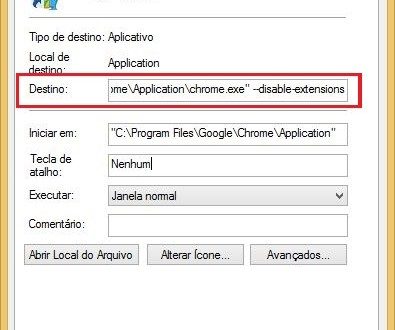 Tipo de destino: Aplicativo
Local de destino: Application
Destino: ome\Application\chrome.exe" --disable-extensions
Iniciar em: "C:\Program Files\Google\Chrome\Application"
Tecla de atalho: Nenhum
Executar: Janela normal
Comentário:
Abrir Local do Arquivo Alterar Ícone... Avançados...